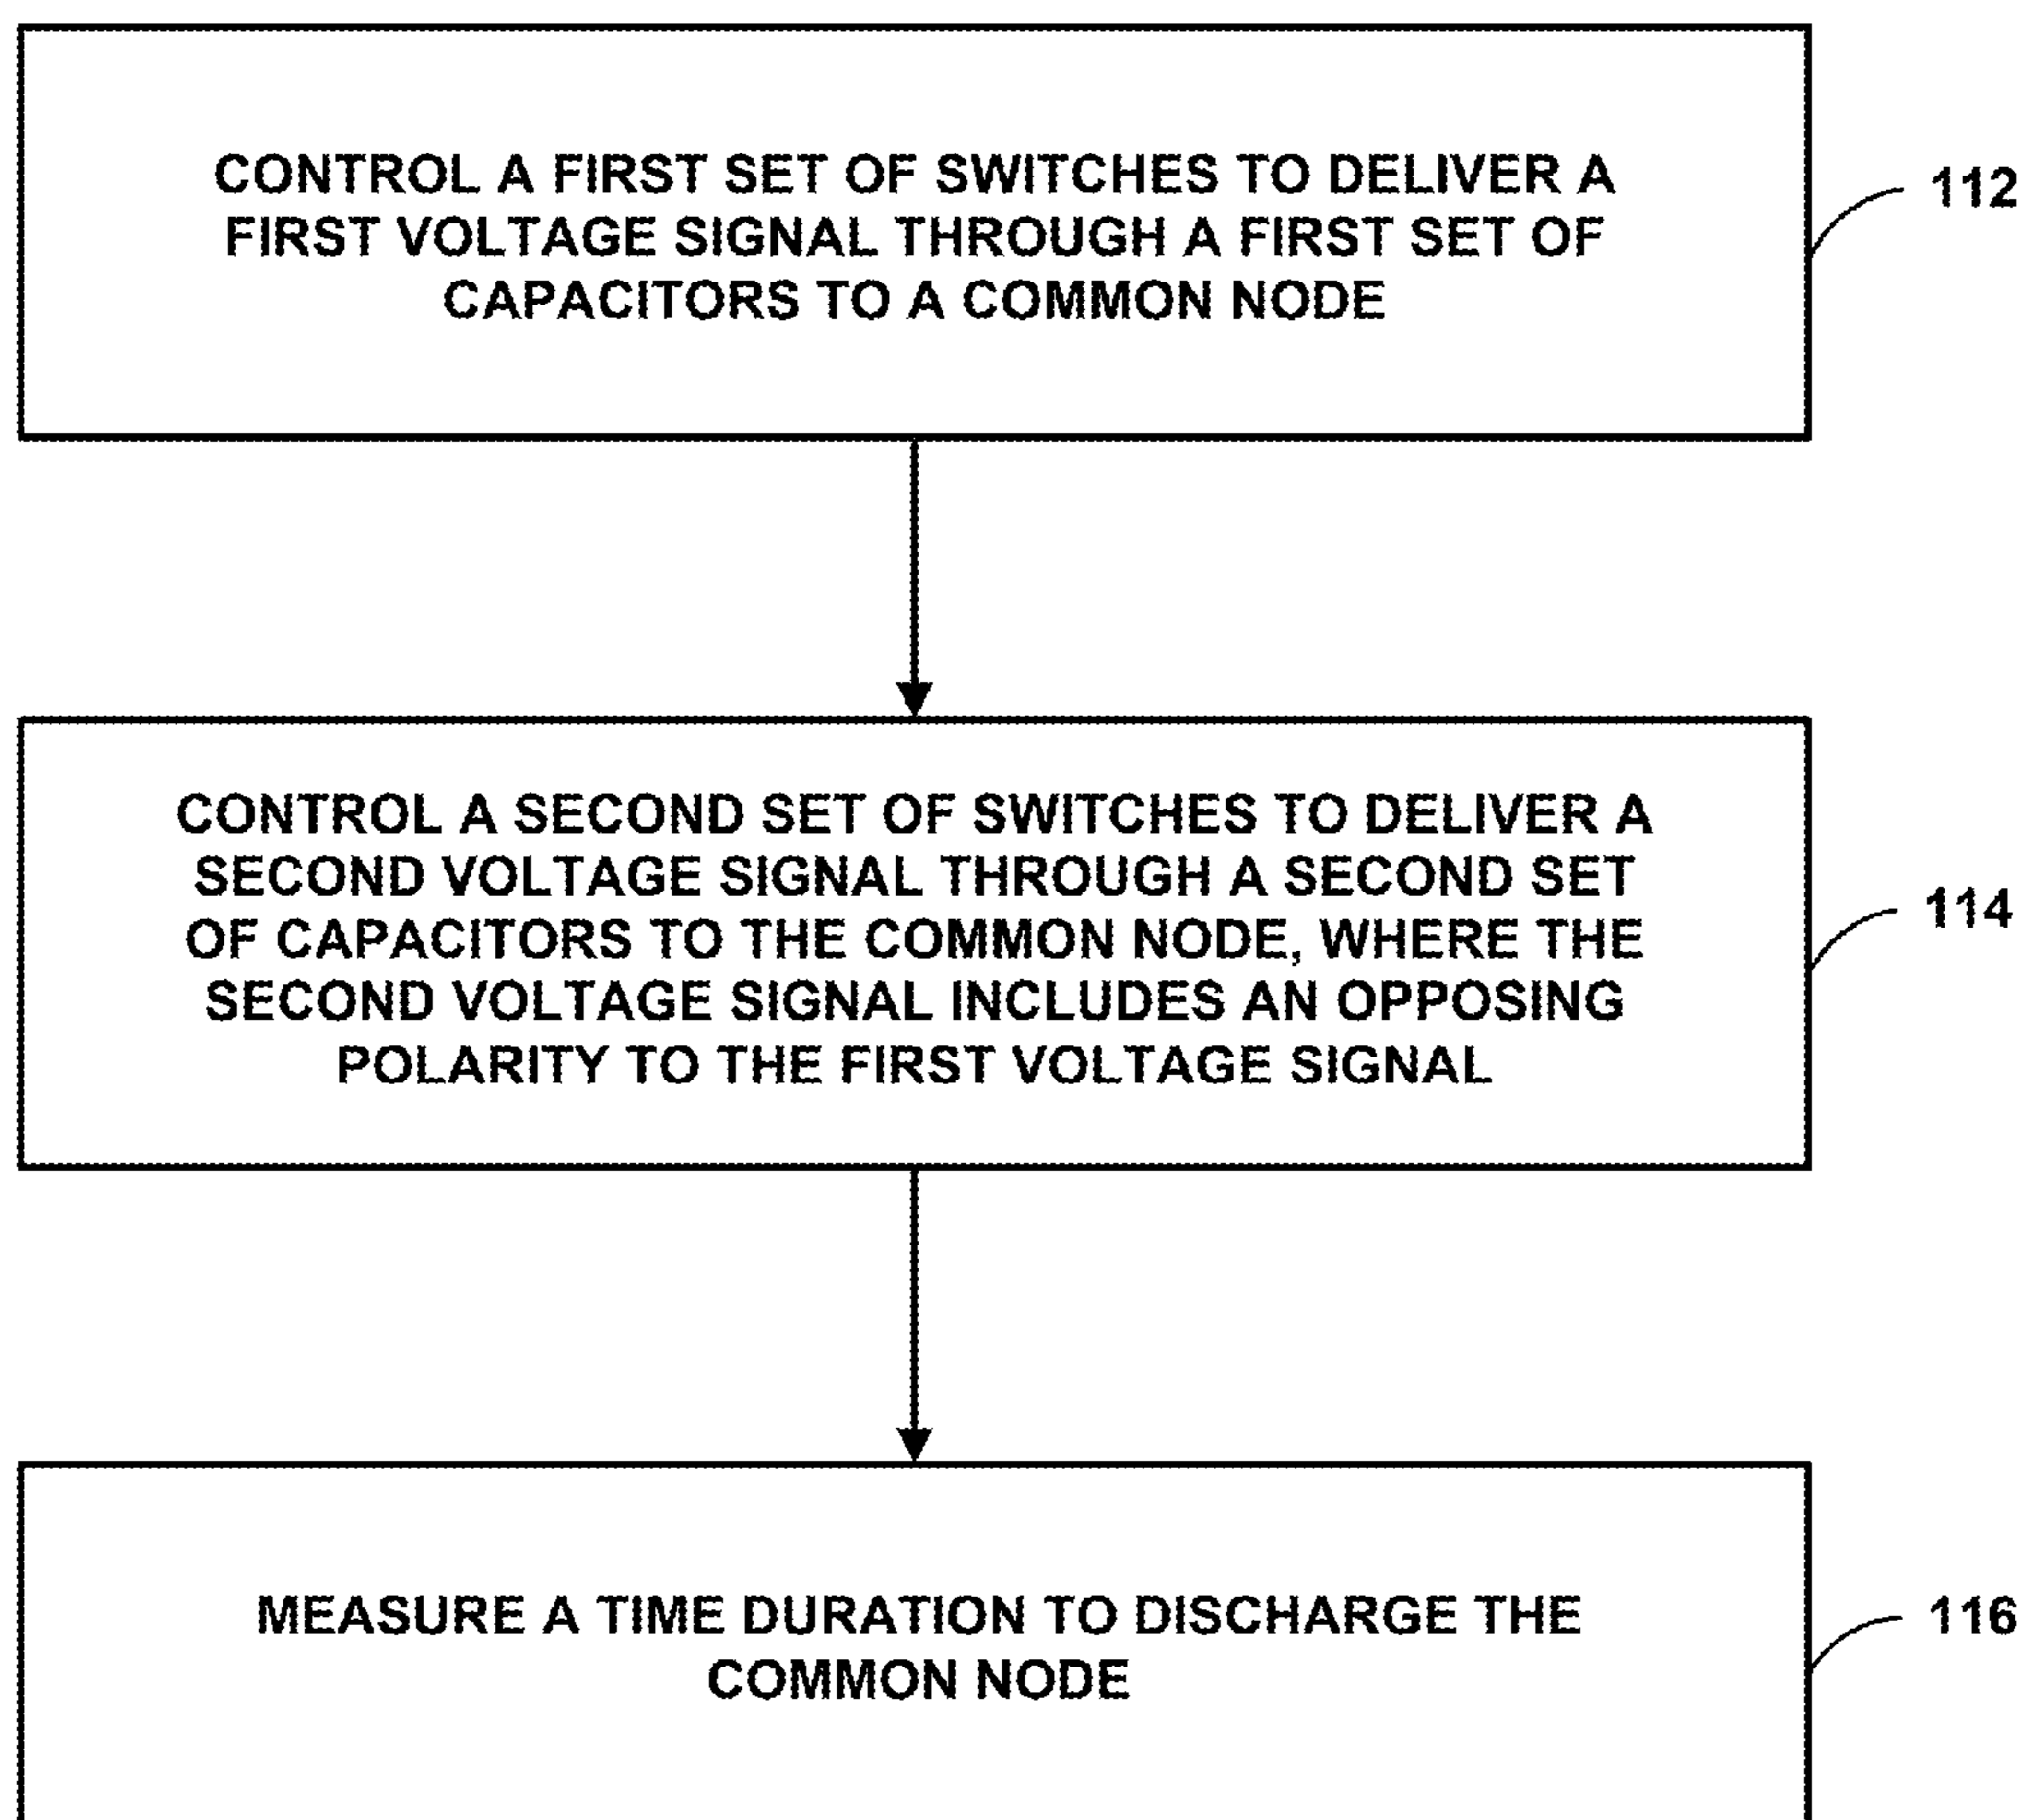 CONTROL A FIRST SET OF SWITCHES TO DELIVER A
FIRST VOLTAGE SIGNAL THROUGH A FIRST SET OF
CAPACITORS TO A COMMON NODE
112
CONTROL A SECOND SET OF SWITCHES TO DELIVER A
SECOND VOLTAGE SIGNAL THROUGH A SECOND SET
OF CAPACITORS TO THE COMMON NODE, WHERE THE
SECOND VOLTAGE SIGNAL INCLUDES AN OPPOSING
POLARITY TO THE FIRST VOLTAGE SIGNAL
114
MEASURE A TIME DURATION TO DISCHARGE THE
COMMON NODE
116